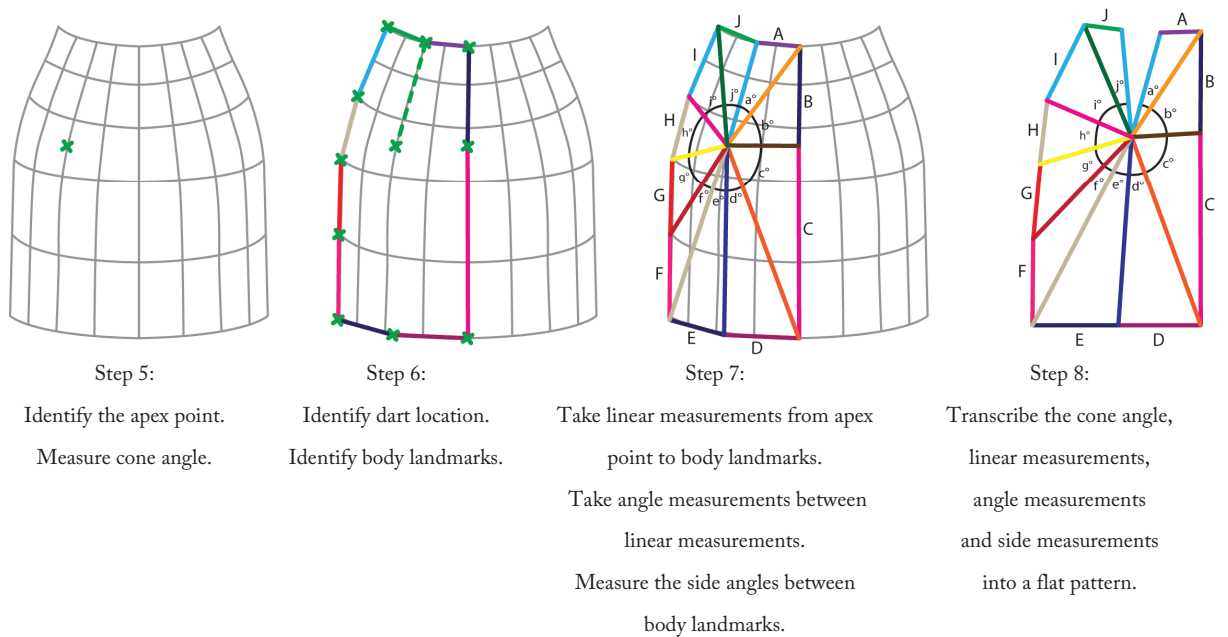 J
A
I
B
j°
a°
i°
b°
H
h°
g°
c°
G
f°
e°
d°
C
F
E
D
J
A
I
B
j°
a°
i°
b°
H
h°
g°
c°
G
f°
e°
d°
C
F
E
D
Step 5:
Identify the apex point.
Measure cone angle.
Step 6:
Identify dart location.
Identify body landmarks.
Step 7:
Take linear measurements from apex
point to body landmarks.
Take angle measurements between
linear measurements.
Measure the side angles between
body landmarks.
Step 8:
Transcribe the cone angle,
linear measurements,
angle measurements
and side measurements
into a flat pattern.